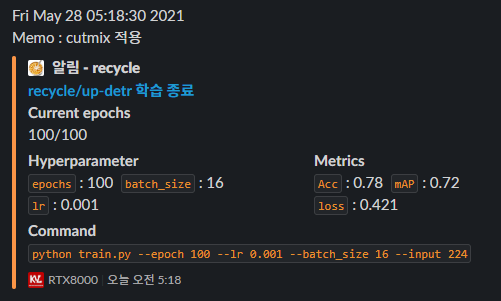 Fri May 28 05:18:30 2021
Memo : cutmix 적용
알림 - recycle
recycle/up-detr 학습 종료
Current epochs
100/100
Hyperparameter
epochs : 100 batch_size : 16
lr : 0.001
Metrics
Acc : 0.78 mAP : 0.72
loss : 0.421
Command
python train.py --epoch 100 --lr 0.001 --batch_size 16 --input 224
RTX8000 | 오늘 오전 5:18